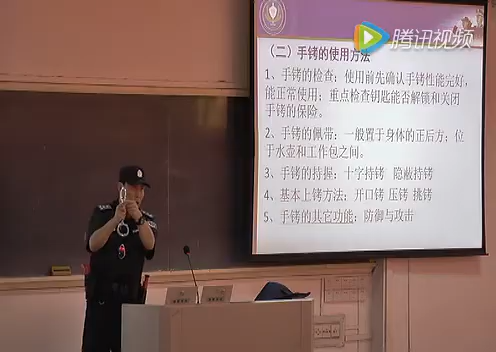 腾讯视频
（二）手铐的使用方法
1、手铐的检查；使用前先确认手铐性能完好，
能正常使用；重点检查钥匙能否解锁和关闭
手铐的保险。
2、手铐的佩带：一般置于身体的正后方；位
于水壶和工作包之间。
3、手铐的持握：十字持铐 隐蔽持铐
4、基本上铐方法；开口铐 压铐 挑铐
5、手铐的其它功能：防御与攻击